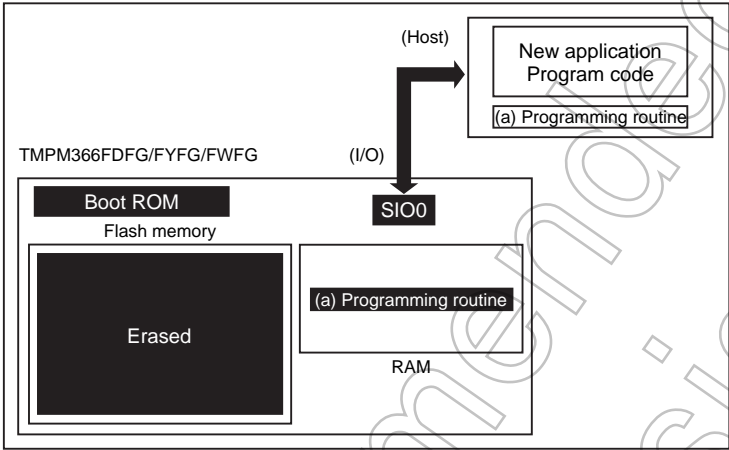 (Host)
New application
Program code
(a) Programming routine
TMPM366FDFG/FYFG/FWFG
(I/O)
Boot ROM
SIO0
Flash memory
(a) Programming routine
Erased
RAM